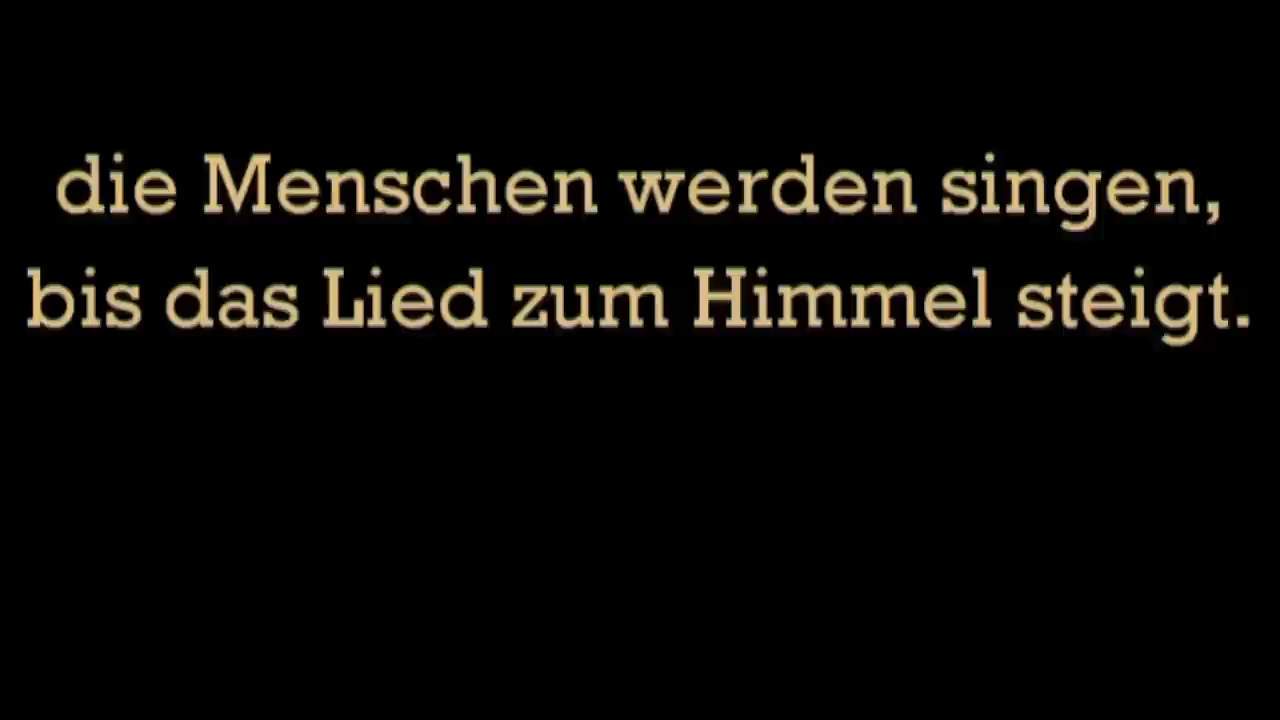 die Menschen werden singen,
bis das Lied zum Himmel steigt.